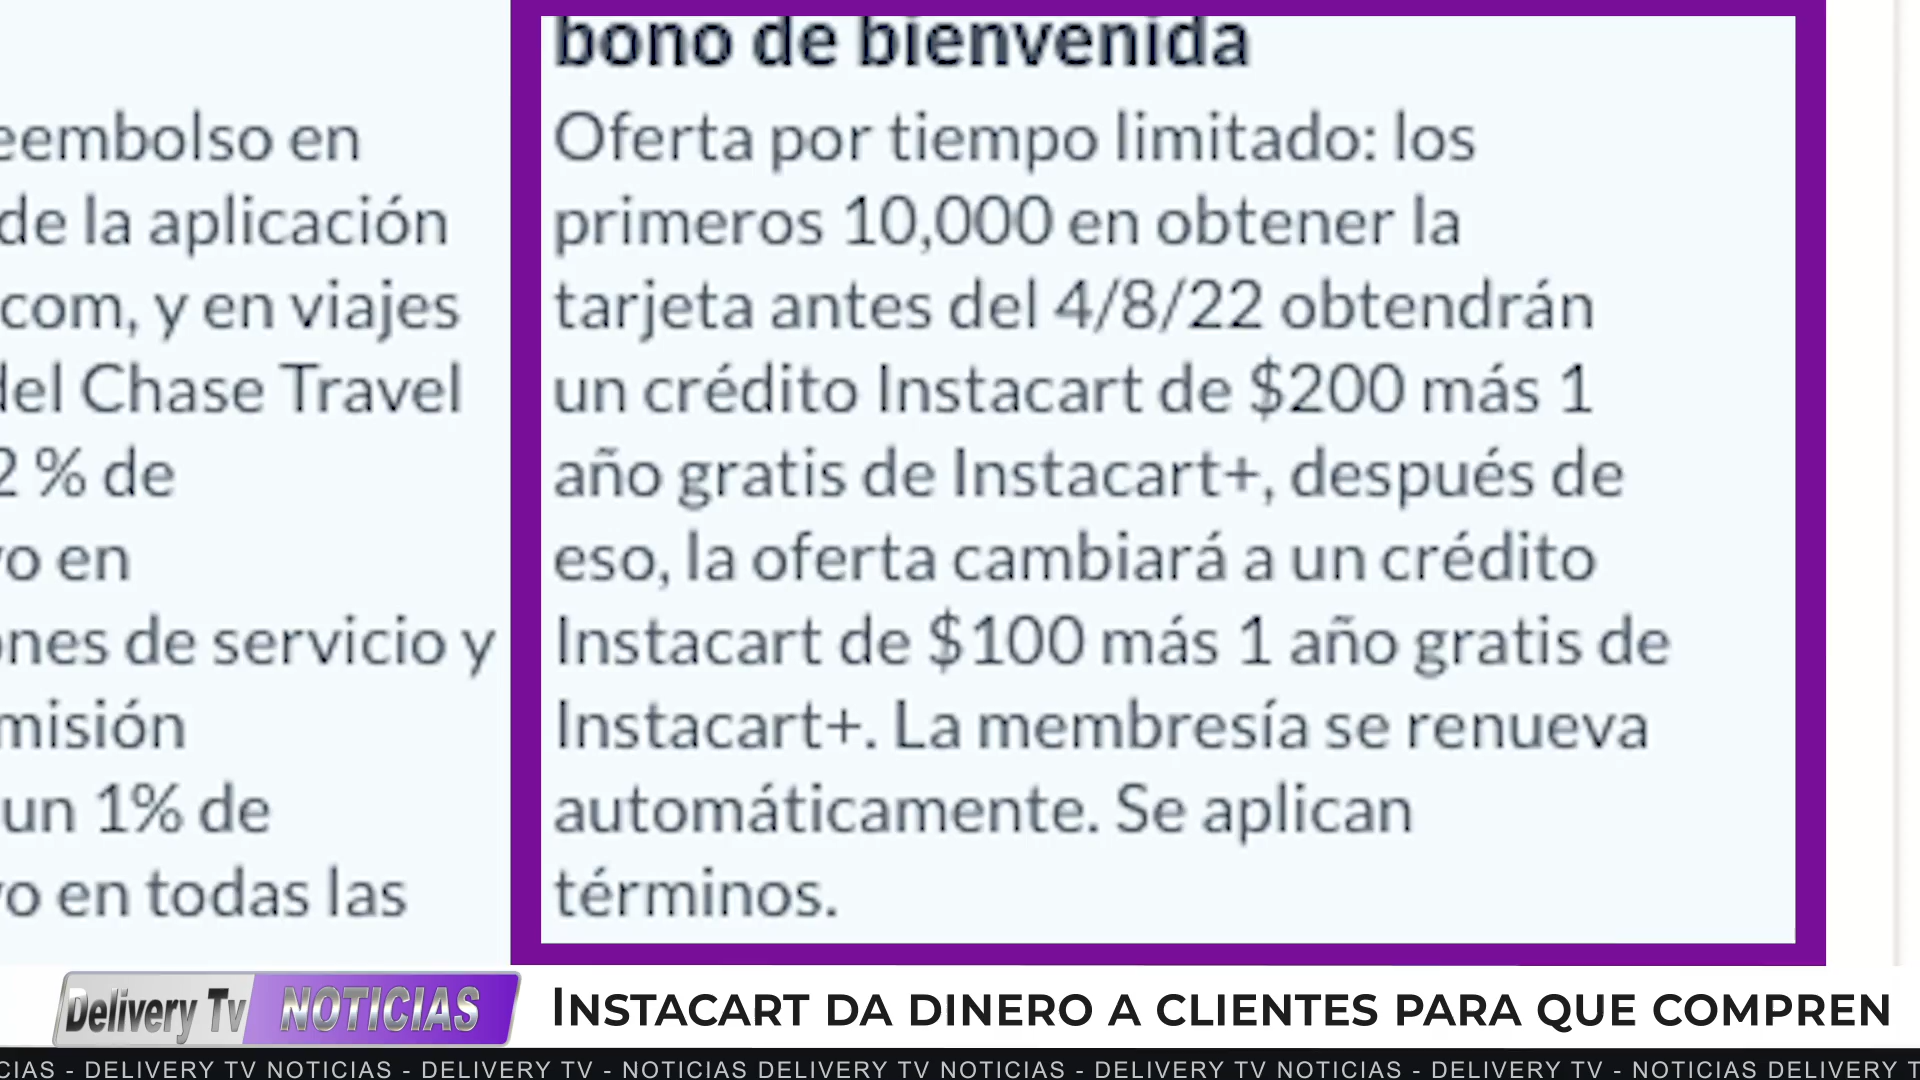 eembolso en
de la aplicación
com, y en viajes
del Chase Travel
2 % de
vo en
ones de servicio y
misión
un 1% de
vo en todas las
bono de bienvenida
Oferta por tiempo limitado: los
primeros 10,000 en obtener la
tarjeta antes del 4/8/22 obtendrán
un crédito Instacart de $200 más 1
año gratis de Instacart+, después de
eso, la oferta cambiará a un crédito
Instacart de $100 más 1 año gratis de
Instacart+. La membresía se renueva
automáticamente. Se aplican
términos.
Delivery Tv NOTICIAS
INSTACART DA DINERO A CLIENTES PARA QUE COMPREN
CIAS - DELIVERY TV NOTICIAS - DELIVERY TV - NOTICIAS DELIVERY TV NOTICIAS - DELIVERY TV - NOTICIAS DELIVERY T